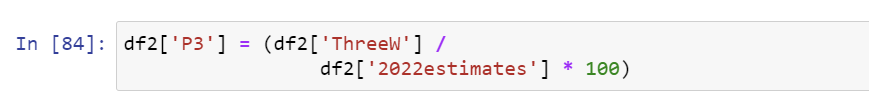 In [84]: df2['P3'] = (df2['ThreeW'] /
df2['2022estimates'] * 100)